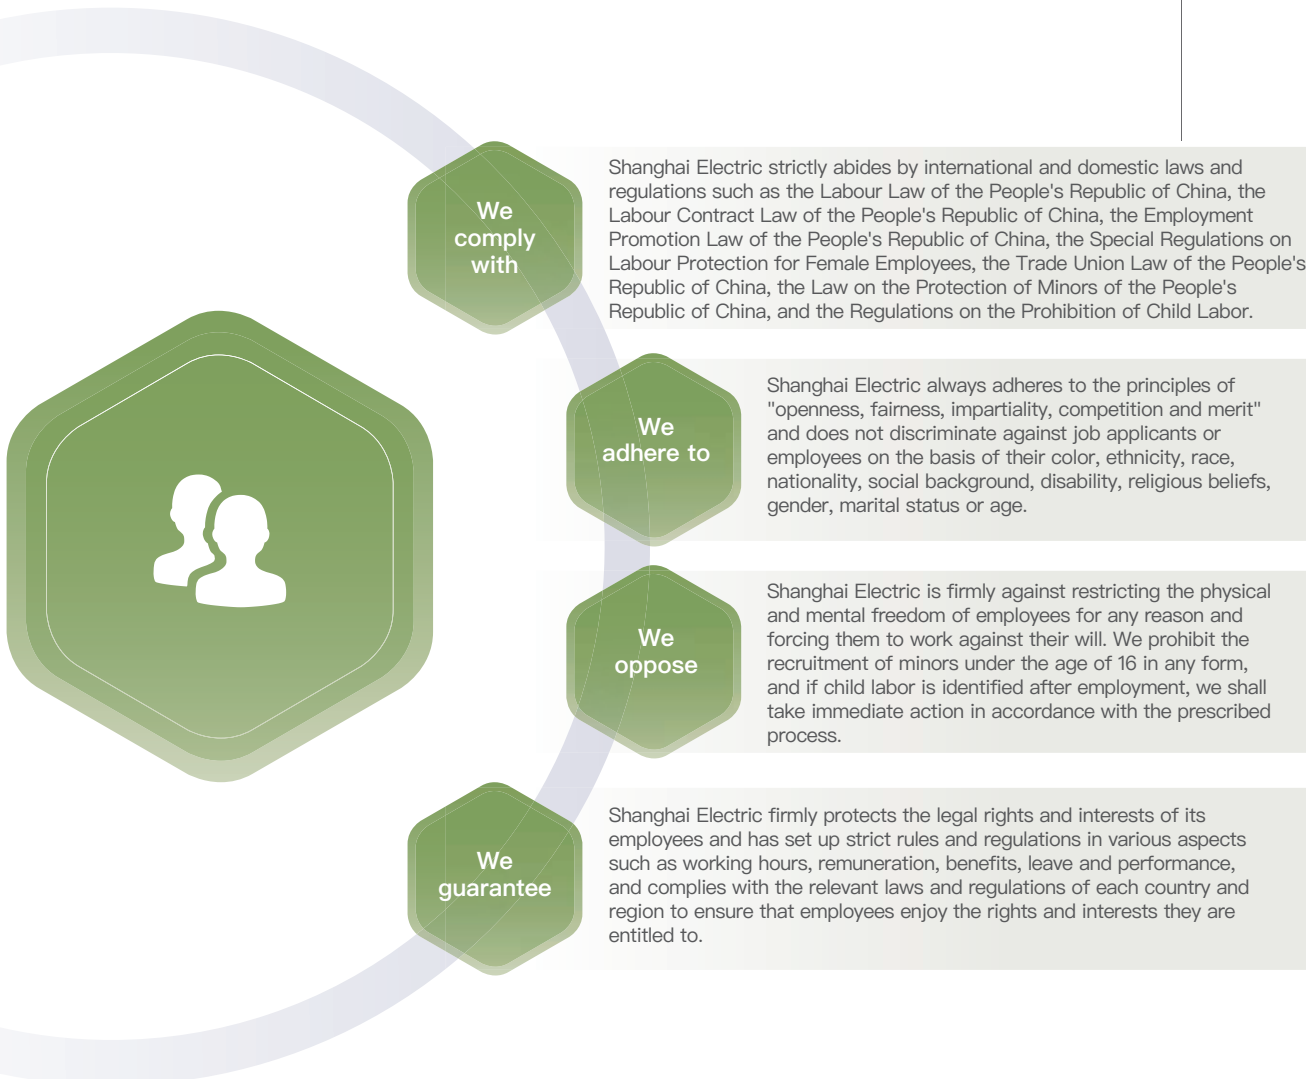 We
comply
with
Shanghai Electric strictly abides by international and domestic laws and
regulations such as the Labour Law of the People's Republic of China, the
Labour Contract Law of the People's Republic of China, the Employment
Promotion Law of the People's Republic of China, the Special Regulations on
Labour Protection for Female Employees, the Trade Union Law of the People's
Republic of China, the Law on the Protection of Minors of the People's
Republic of China, and the Regulations on the Prohibition of Child Labor.
We
adhere to
Shanghai Electric always adheres to the principles of
"openness, fairness, impartiality, competition and merit"
and does not discriminate against job applicants or
employees on the basis of their color, ethnicity, race,
nationality, social background, disability, religious beliefs,
gender, marital status or age.
We
oppose
Shanghai Electric is firmly against restricting the physical
and mental freedom of employees for any reason and
forcing them to work against their will. We prohibit the
recruitment of minors under the age of 16 in any form,
and if child labor is identified after employment, we shall
take immediate action in accordance with the prescribed
process.
We
guarantee
Shanghai Electric firmly protects the legal rights and interests of its
employees and has set up strict rules and regulations in various aspects
such as working hours, remuneration, benefits, leave and performance,
and complies with the relevant laws and regulations of each country and
region to ensure that employees enjoy the rights and interests they are
entitled to.